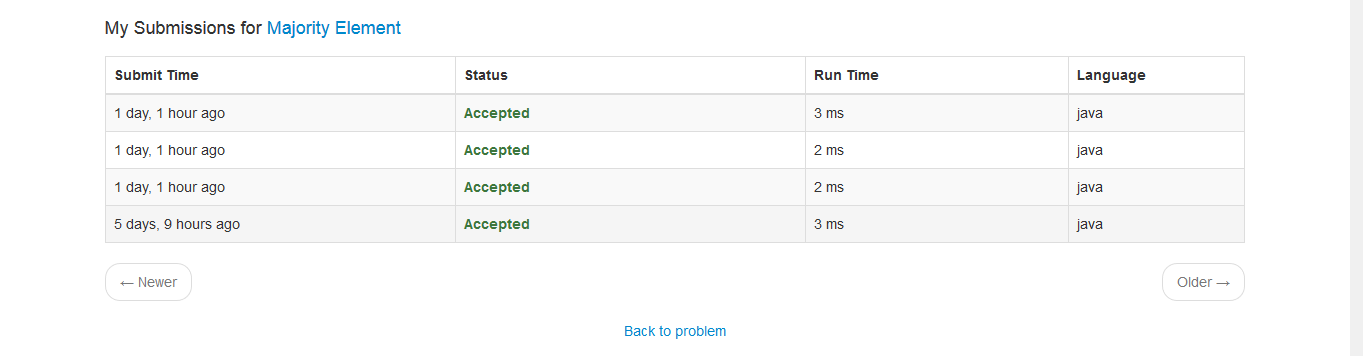 My Submissions for Majority Element
Submit Time Status Run Time Language
1 day, 1 hour ago Accepted 3 ms java
1 day, 1 hour ago Accepted 2 ms java
1 day, 1 hour ago Accepted 2 ms java
5 days, 9 hours ago Accepted 3 ms java
← Newer Older →
Back to problem